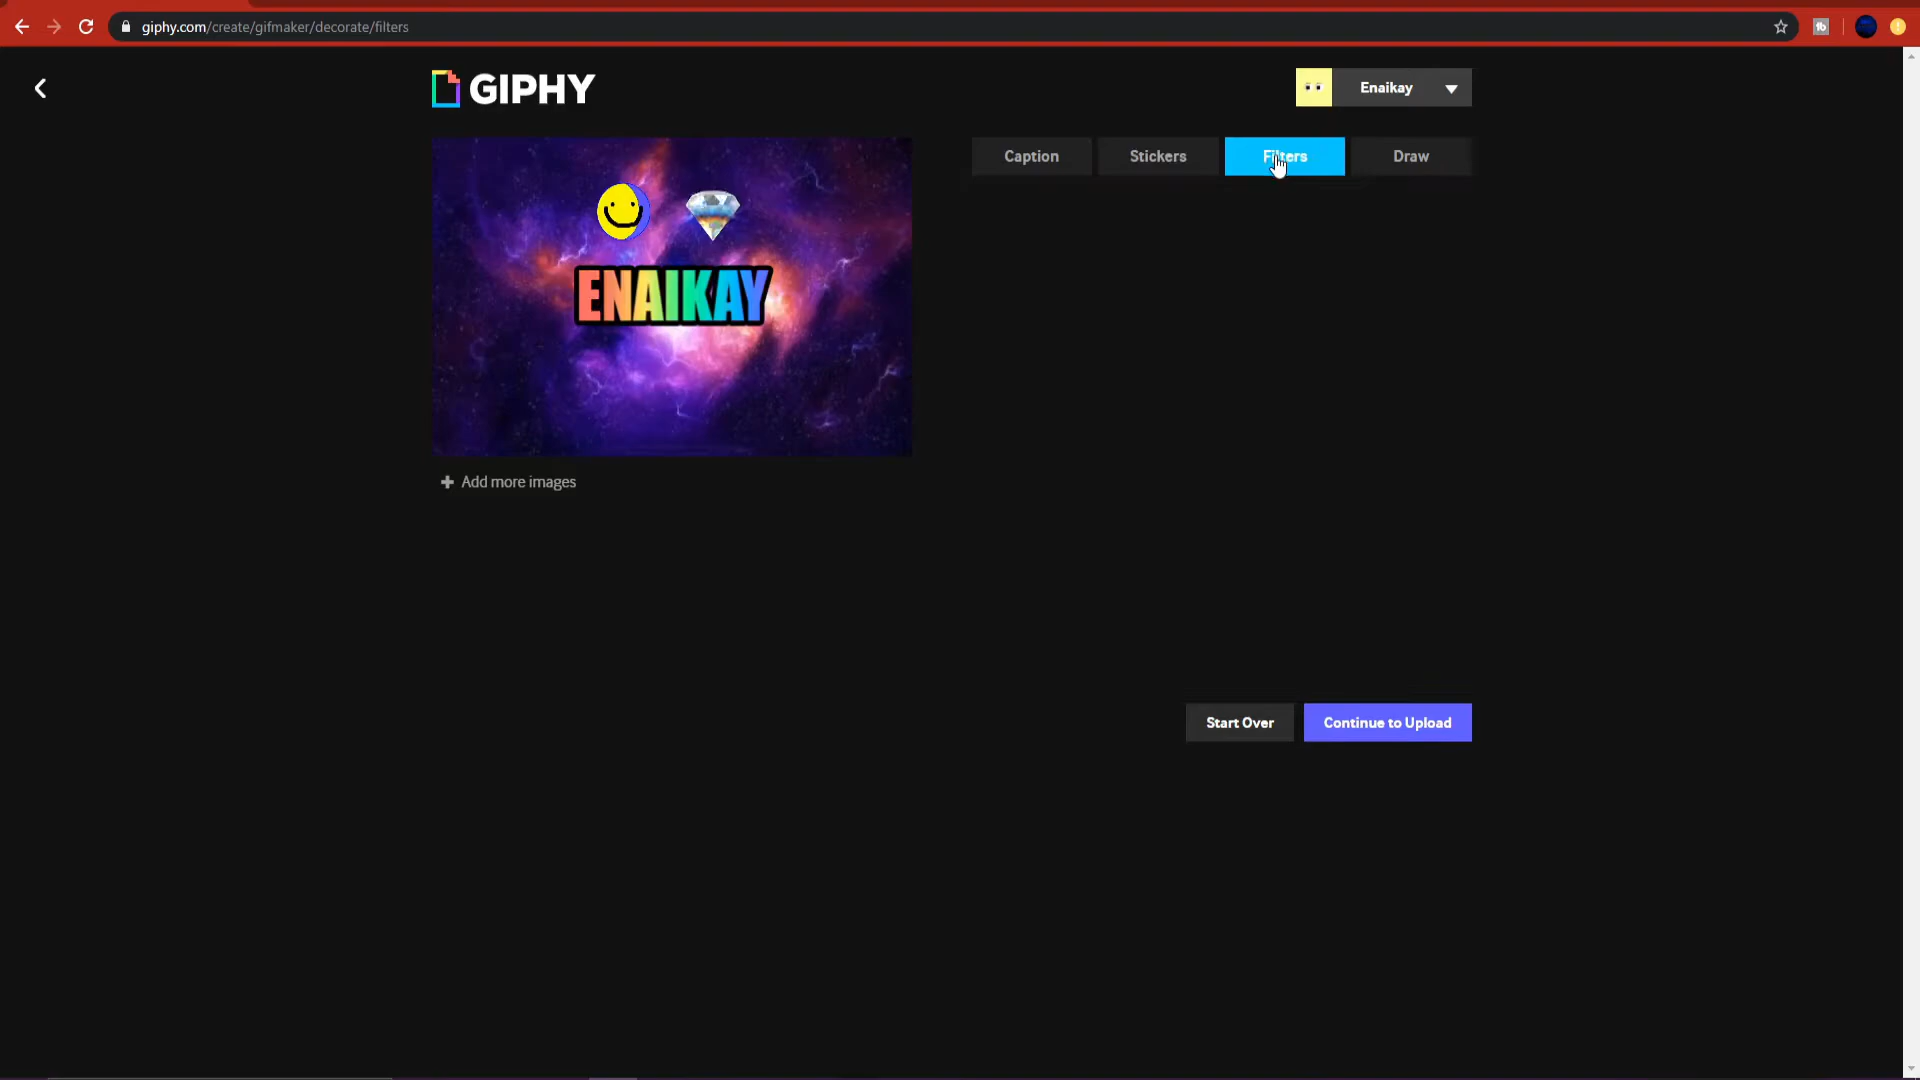 giphy.com/create/gifmaker/decorate/filters
GIPHY
Enaikay
Caption
Stickers
Filters
Draw
ENAIKAY
Add more images
Start Over
Continue to Upload